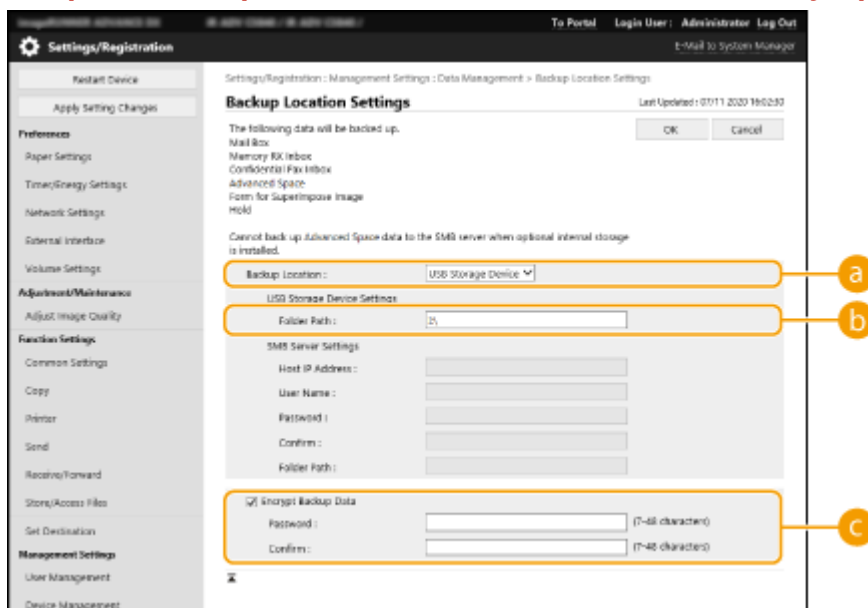 To Portal Login User: Administrator Log Out
Settings/Registration
E-Mail to System Manager
Restart Device
Apply Setting Changes
Preferences
Paper Settings
Timer/Energy Settings
Network Settings
External Interface
Volume Settings
Adjustment/Maintenance
Adjust Image Quality
Function Settings
Common Settings
Copy
Printer
Send
Receive/Forward
Store/Access Files
Set Destination
Management Settings
User Management
Device Management
Settings/Registration : Management Settings : Data Management > Backup Location Settings
Backup Location Settings
Last Updated : 07/11 2020 16:02:30
OK Cancel
The following data will be backed up.
Mail Box
Memory RX Inbox
Confidential Fax Inbox
Advanced Space
Form for Superimpose Image
Hold
Cannot back up Advanced Space data to the SMB server when optional internal storage
is installed.
Backup Location : USB Storage Device
a
USB Storage Device Settings
Folder Path :
b
SMB Server Settings
Host IP Address :
User Name :
Password :
Confirm :
Folder Path :
Encrypt Backup Data
Password : (7-48 characters)
c
Confirm : (7-48 characters)